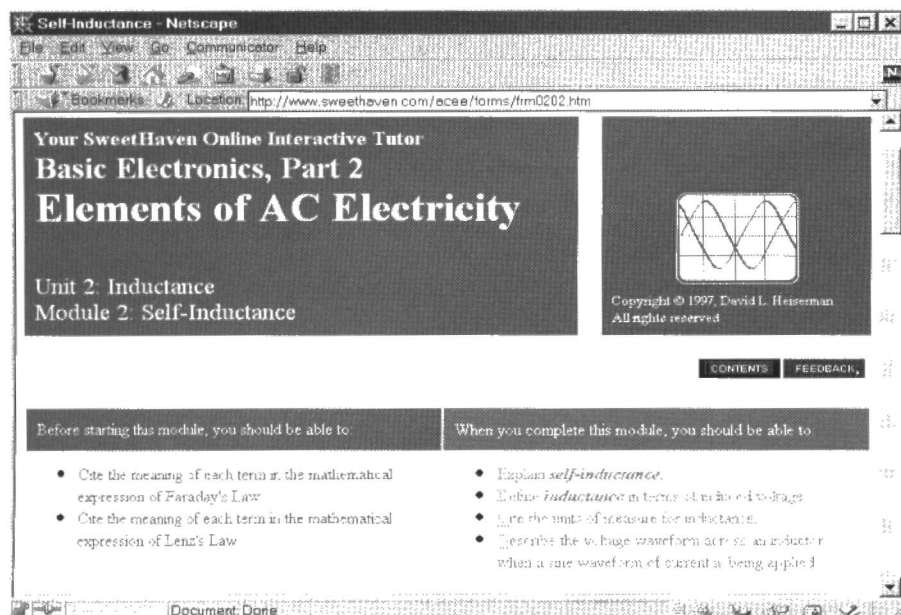 Self-Inductance - Netscape
File Edit View Go Communicator Help
Bookmarks Location: http://www.sweethaven.com/acee/forms/frm0202.htm
N
Your SweetHaven Online Interactive Tutor
Basic Electronics, Part 2
Elements of AC Electricity
Unit 2: Inductance
Module 2: Self-Inductance
Copyright © 1997, David L. Heiserman
All rights reserved
CONTENTS FEEDBACK
Before starting this module, you should be able to:
• Cite the meaning of each term in the mathematical
expression of Faraday's Law
• Cite the meaning of each term in the mathematical
expression of Lenz's Law
When you complete this module, you should be able to
• Explain self-inductance.
• Define inductance in terms of induced voltage
• Cite the units of measure for inductance.
• Describe the voltage waveform across an inductor
when a sine waveform of current is being applied
Document: Done